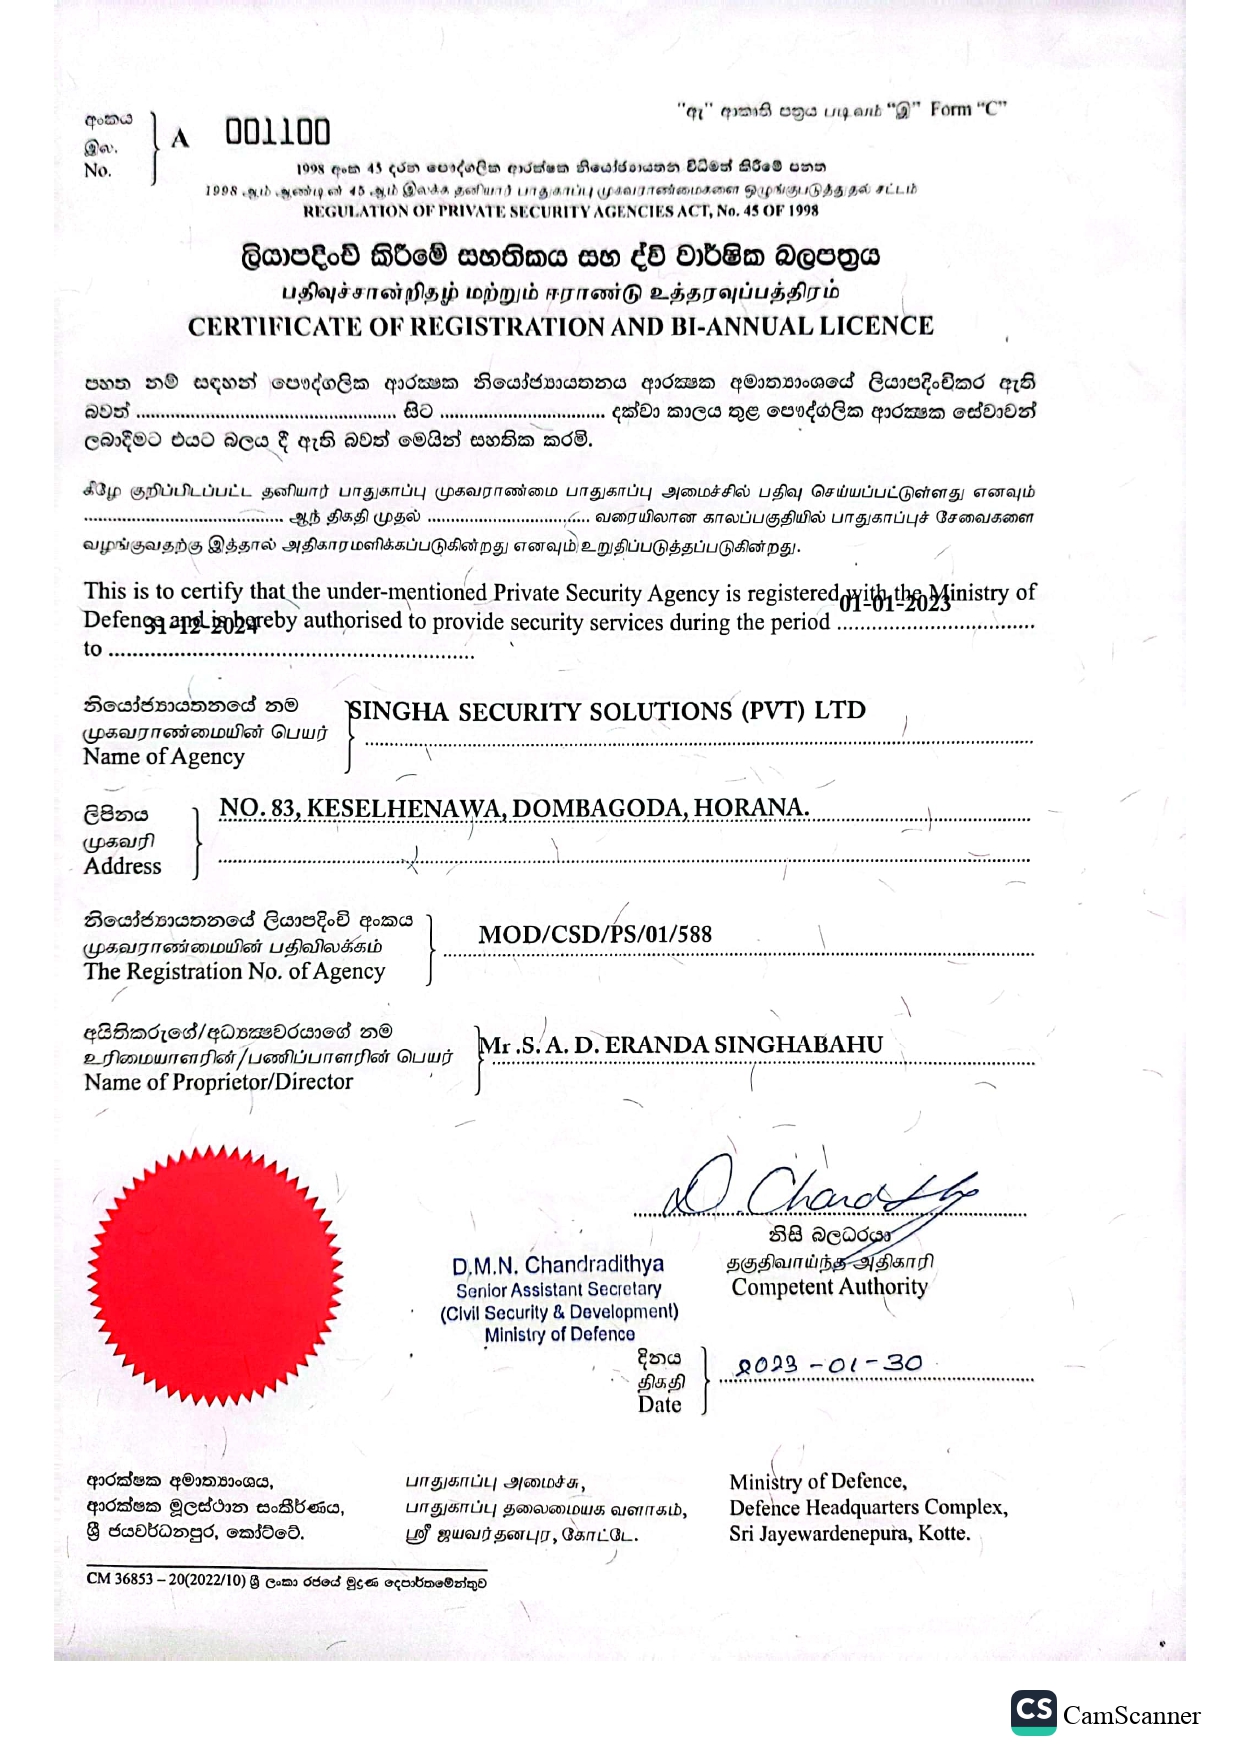 "ඇ" ආකෘති පත්‍රය படிவம் "இ" Form "C"
අංකය
இல.
No.
A 001100
1998 අංක 45 දරන පෞද්ගලික ආරක්ෂක නියෝජ්‍යායතන විධිමත් කිරීමේ පනත
1998 ஆம் ஆண்டின் 45 ஆம் இலக்க தனியார் பாதுகாப்பு முகவராண்மைகளை ஒழுங்குபடுத்துதல் சட்டம்
REGULATION OF PRIVATE SECURITY AGENCIES ACT, No. 45 OF 1998
ලියාපදිංචි කිරීමේ සහතිකය සහ ද්වි වාර්ෂික බලපත්‍රය
பதிவுச்சான்றிதழ் மற்றும் ஈராண்டு உத்தரவுப்பத்திரம்
CERTIFICATE OF REGISTRATION AND BI-ANNUAL LICENCE
පහත නම් සඳහන් පෞද්ගලික ආරක්ෂක නියෝජ්‍යායතනය ආරක්ෂක අමාත්‍යාංශයේ ලියාපදිංචිකර ඇති
බවත් ............................................... සිට ............................... දක්වා කාලය තුළ පෞද්ගලික ආරක්ෂක සේවාවන්
ලබාදීමට එයට බලය දී ඇති බවත් මෙයින් සහතික කරමි.
கீழே குறிப்பிடப்பட்ட தனியார் பாதுகாப்பு முகவராண்மை பாதுகாப்பு அமைச்சில் பதிவு செய்யப்பட்டுள்ளது எனவும்
........................................ ஆந் திகதி முதல் ................................ வரையிலான காலப்பகுதியில் பாதுகாப்புச் சேவைகளை
வழங்குவதற்கு இத்தால் அதிகாரமளிக்கப்படுகின்றது எனவும் உறுதிப்படுத்தப்படுகின்றது.
This is to certify that the under-mentioned Private Security Agency is registered with the Ministry of
01-01-2023
Defence and is hereby authorised to provide security services during the period ..................................
31-12-2024
to ..............................................................
නියෝජ්‍යායතනයේ නම
முகவராண்மையின் பெயர்
Name of Agency
SINGHA SECURITY SOLUTIONS (PVT) LTD
ලිපිනය
முகவரி
Address
NO. 83, KESELHENAWA, DOMBAGODA, HORANA.
නියෝජ්‍යායතනයේ ලියාපදිංචි අංකය
முகவராண்மையின் பதிவிலக்கம்
The Registration No. of Agency
MOD/CSD/PS/01/588
අයිතිකරුගේ/අධ්‍යක්ෂවරයාගේ නම
உரிமையாளரின்/பணிப்பாளரின் பெயர்
Name of Proprietor/Director
Mr .S. A. D. ERANDA SINGHABAHU
නිසි බලධරයා
தகுதிவாய்ந்த அதிகாரி
Competent Authority
D.M.N. Chandradithya
Senior Assistant Secretary
(Civil Security & Development)
Ministry of Defence
දිනය
திகதி
Date
2023-01-30
ආරක්ෂක අමාත්‍යාංශය,
ආරක්ෂක මූලස්ථාන සංකීර්ණය,
ශ්‍රී ජයවර්ධනපුර, කෝට්ටේ.
பாதுகாப்பு அமைச்சு,
பாதுகாப்பு தலைமையக வளாகம்,
ஸ்ரீ ஜயவர்தனபுர, கோட்டே.
Ministry of Defence,
Defence Headquarters Complex,
Sri Jayewardenepura, Kotte.
CM 36853 – 20(2022/10) ශ්‍රී ලංකා රජයේ මුද්‍රණ දෙපාර්තමේන්තුව
CS CamScanner